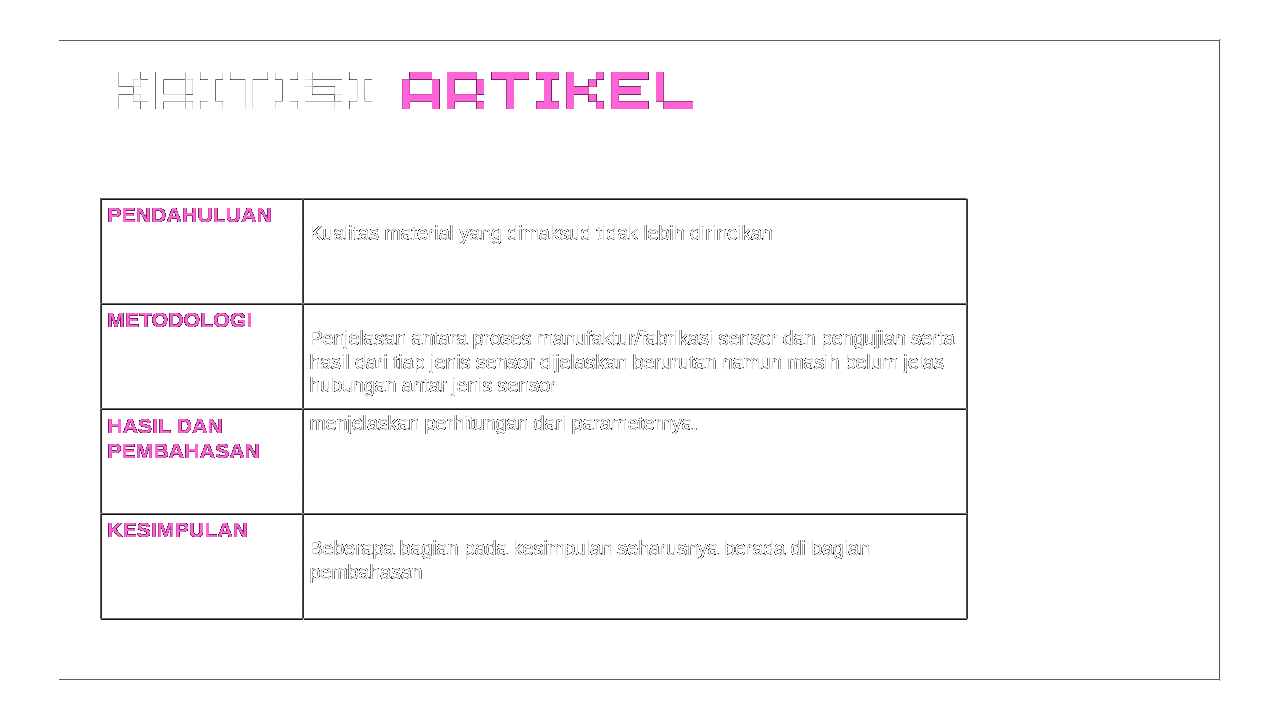 KRITISI ARTIKEL
PENDAHULUAN
Kualitas material yang dimaksud tidak lebih dirincikan
METODOLOGI
Penjelasan antara proses manufaktur/fabrikasi sensor dan pengujian serta
hasil dari tiap jenis sensor dijelaskan berurutan namun masih belum jelas
hubungan antar jenis sensor
HASIL DAN
PEMBAHASAN
menjelaskan perhitungan dari parameternya.
KESIMPULAN
Beberapa bagian pada kesimpulan seharusnya berada di bagian
pembahasan